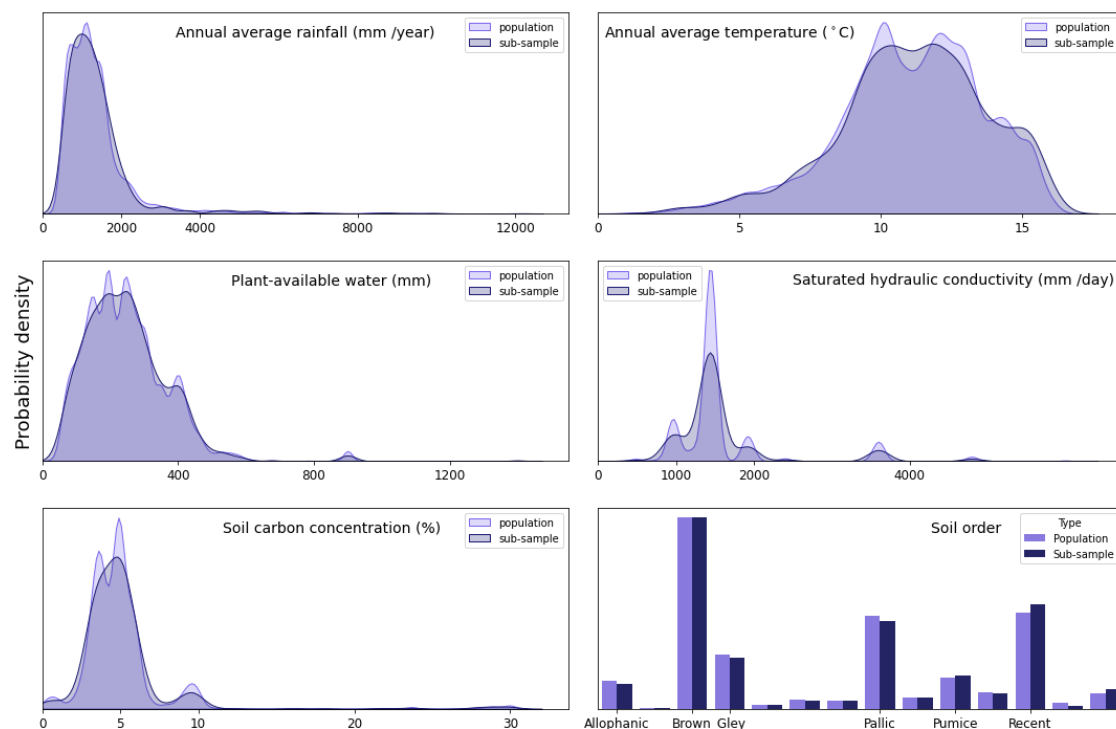 Annual average rainfall (mm /year)
population
sub-sample
0 2000 4000 8000 12000
Annual average temperature (°C)
population
sub-sample
0 5 10 15
Probability density
Plant-available water (mm)
population
sub-sample
0 400 800 1200
population
sub-sample
Saturated hydraulic conductivity (mm /day)
0 1000 2000 4000
Soil carbon concentration (%)
population
sub-sample
0 5 10 20 30
Soil order
Type
Population
Sub-sample
Allophanic Brown Gley Pallic Pumice Recent